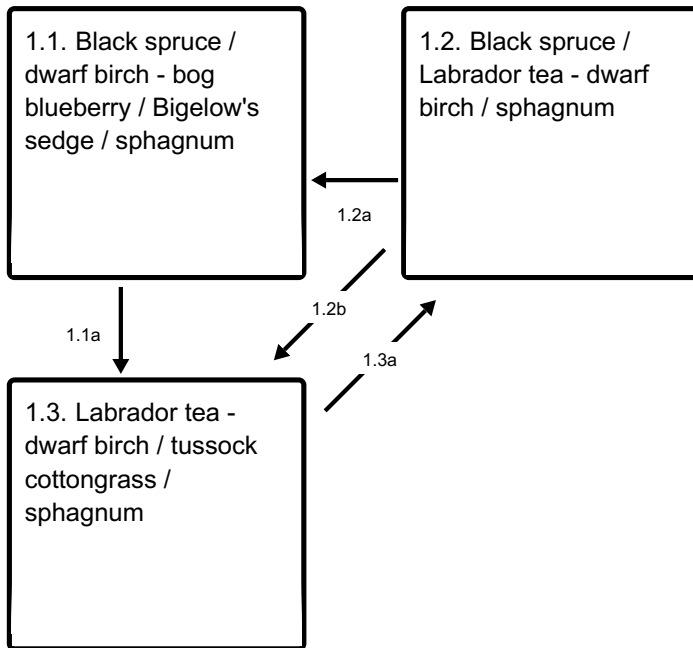 1.1. Black spruce /
dwarf birch - bog
blueberry / Bigelow's
sedge / sphagnum
1.2. Black spruce /
Labrador tea - dwarf
birch / sphagnum
1.2a
1.2b
1.1a
1.3a
1.3. Labrador tea -
dwarf birch / tussock
cottongrass /
sphagnum